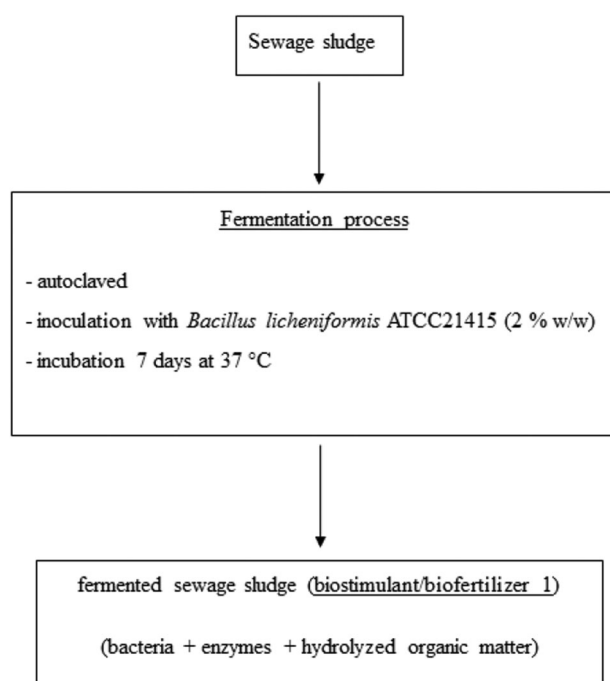 Sewage sludge
Fermentation process
- autoclaved
- inoculation with Bacillus licheniformis ATCC21415 (2 % w/w)
- incubation 7 days at 37 °C
fermented sewage sludge (biostimulant/biofertilizer 1)
(bacteria + enzymes + hydrolyzed organic matter)